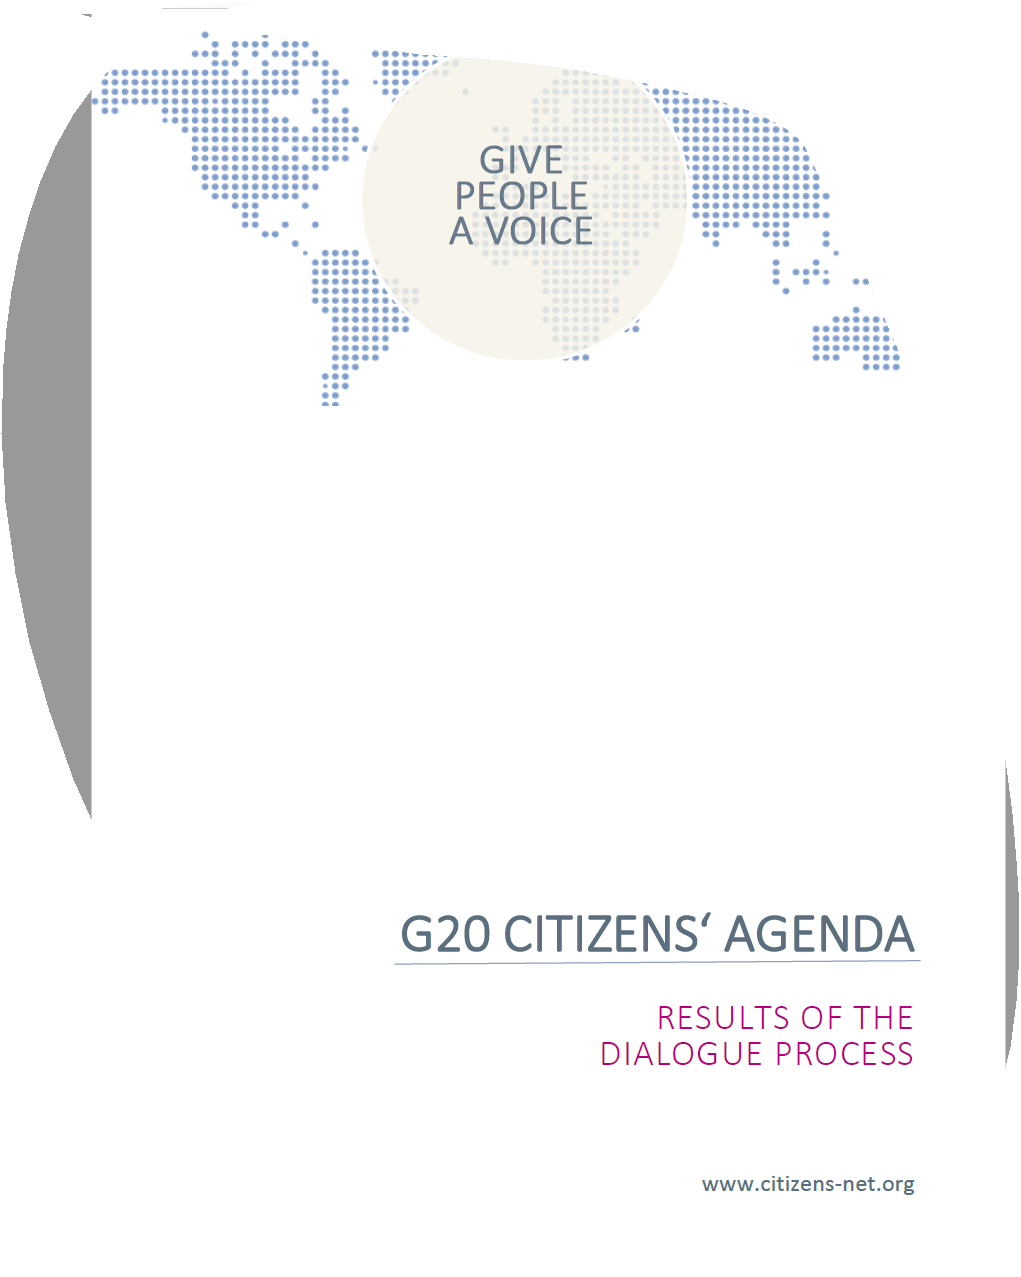 GIVE
PEOPLE
A VOICE
G20 CITIZENS‘ AGENDA
RESULTS OF THE
DIALOGUE PROCESS
www.citizens-net.org